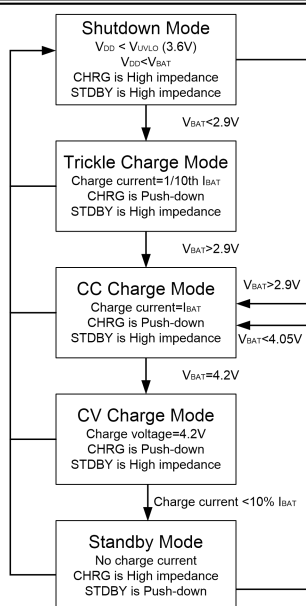 Shutdown Mode
VDD < VUVLO (3.6V)
VDD<VBAT
CHRG is High impedance
STDBY is High impedance
VBAT<2.9V
Trickle Charge Mode
Charge current=1/10th IBAT
CHRG is Push-down
STDBY is High impedance
VBAT>2.9V
CC Charge Mode
Charge current=IBAT
CHRG is Push-down
STDBY is High impedance
VBAT>2.9V
VBAT<4.05V
VBAT=4.2V
CV Charge Mode
Charge voltage=4.2V
CHRG is Push-down
STDBY is High impedance
Charge current <10% IBAT
Standby Mode
No charge current
CHRG is High impedance
STDBY is Push-down